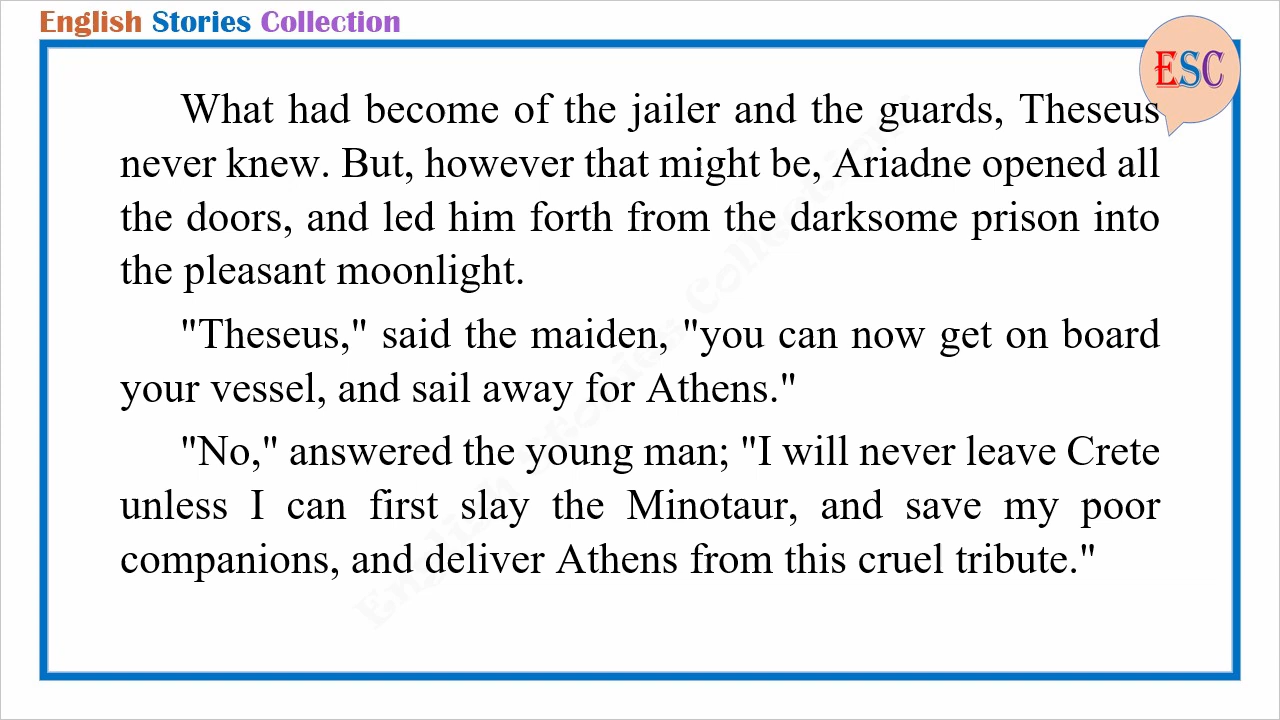 English Stories Collection
ESC
What had become of the jailer and the guards, Theseus
never knew. But, however that might be, Ariadne opened all
the doors, and led him forth from the darksome prison into
the pleasant moonlight.
"Theseus," said the maiden, "you can now get on board
your vessel, and sail away for Athens."
"No," answered the young man; "I will never leave Crete
unless I can first slay the Minotaur, and save my poor
companions, and deliver Athens from this cruel tribute."
English Stories Collection